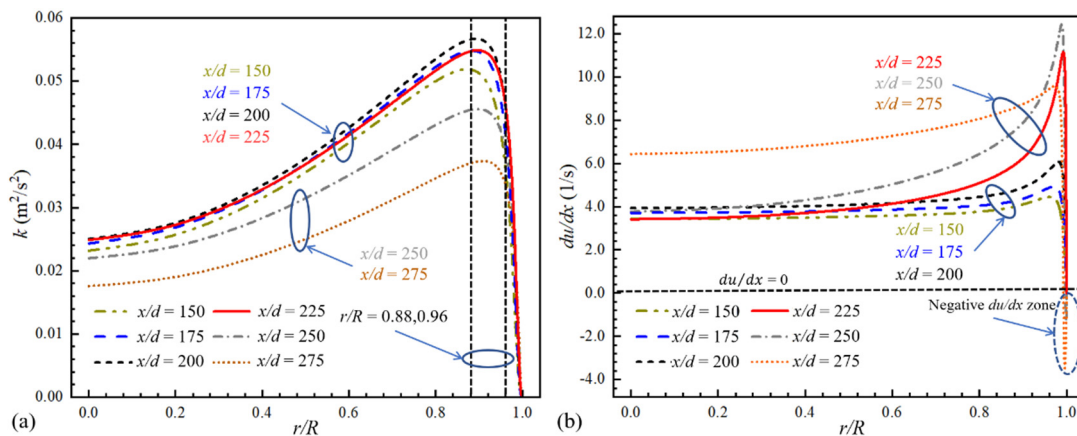 0.06
0.05
0.04
0.03
0.02
0.01
0.00
k (m²/s²)
x/d = 150
x/d = 175
x/d = 200
x/d = 225
x/d = 250
x/d = 275
r/R = 0.88,0.96
x/d = 150 x/d = 225
x/d = 175 x/d = 250
x/d = 200 x/d = 275
0.0 0.2 0.4 0.6 0.8 1.0
(a) r/R
12.0
10.0
8.0
6.0
4.0
2.0
0.0
-2.0
-4.0
du/dx (1/s)
x/d = 225
x/d = 250
x/d = 275
x/d = 150
x/d = 175
x/d = 200
du/dx = 0
Negative du/dx zone
x/d = 150 x/d = 225
x/d = 175 x/d = 250
x/d = 200 x/d = 275
0.0 0.2 0.4 0.6 0.8 1.0
(b) r/R